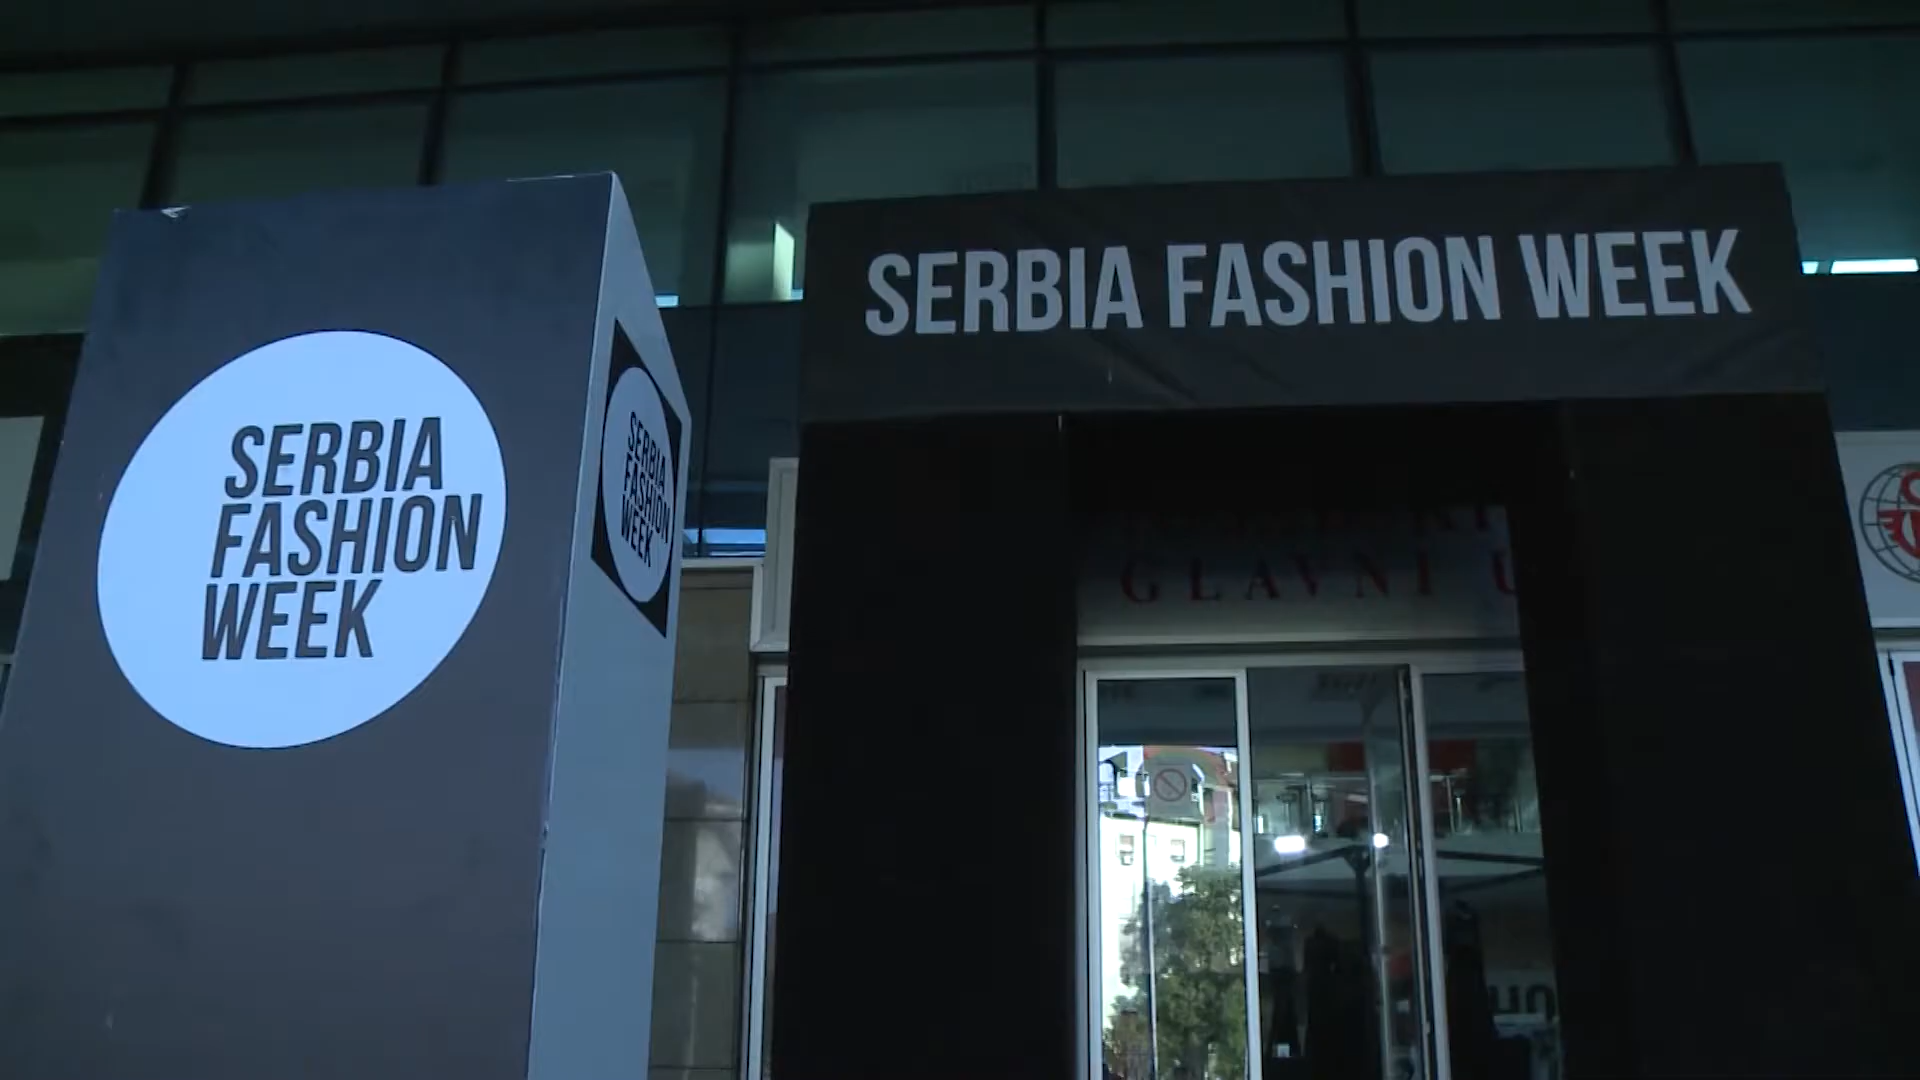 SERBIA
FASHION
WEEK
SERBIA
FASHION
WEEK
SERBIA FASHION WEEK
GLAVNI